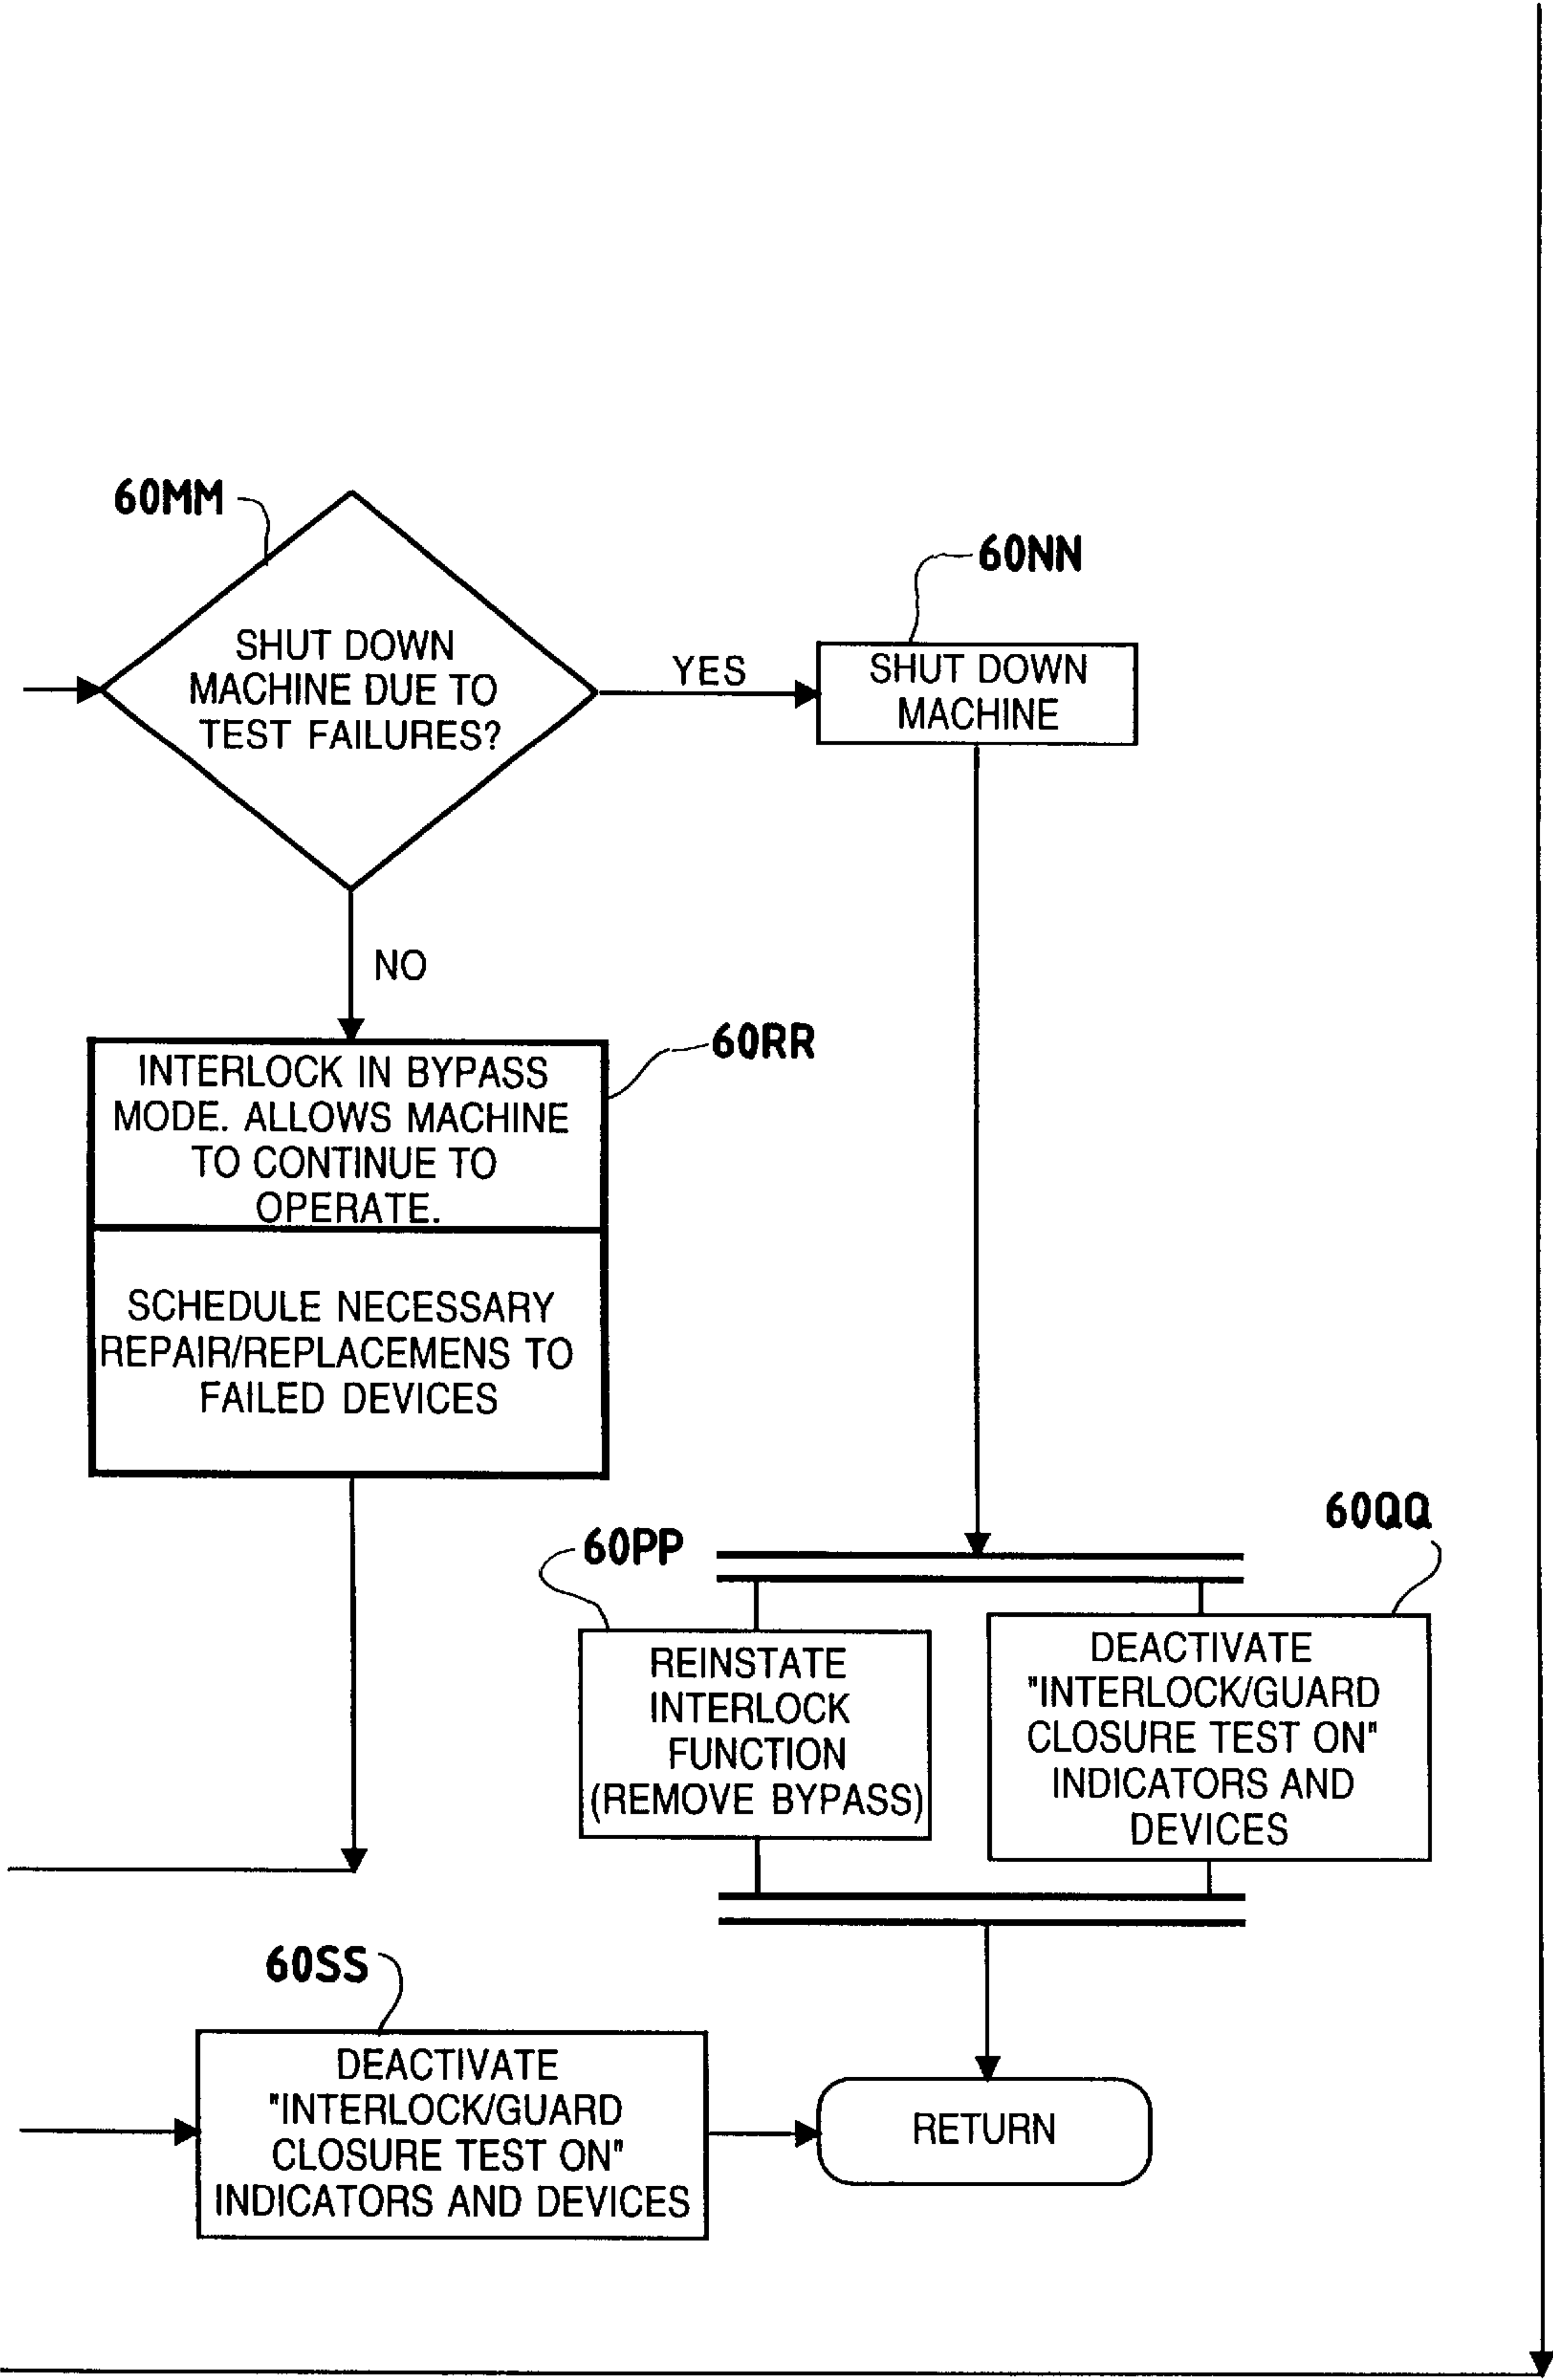 60MM
SHUT DOWN
MACHINE DUE TO
TEST FAILURES?
YES
60NN
SHUT DOWN
MACHINE
NO
60RR
INTERLOCK IN BYPASS
MODE. ALLOWS MACHINE
TO CONTINUE TO
OPERATE.
SCHEDULE NECESSARY
REPAIR/REPLACEMENS TO
FAILED DEVICES
60PP
REINSTATE
INTERLOCK
FUNCTION
(REMOVE BYPASS)
60QQ
DEACTIVATE
"INTERLOCK/GUARD
CLOSURE TEST ON"
INDICATORS AND
DEVICES
60SS
DEACTIVATE
"INTERLOCK/GUARD
CLOSURE TEST ON"
INDICATORS AND DEVICES
RETURN